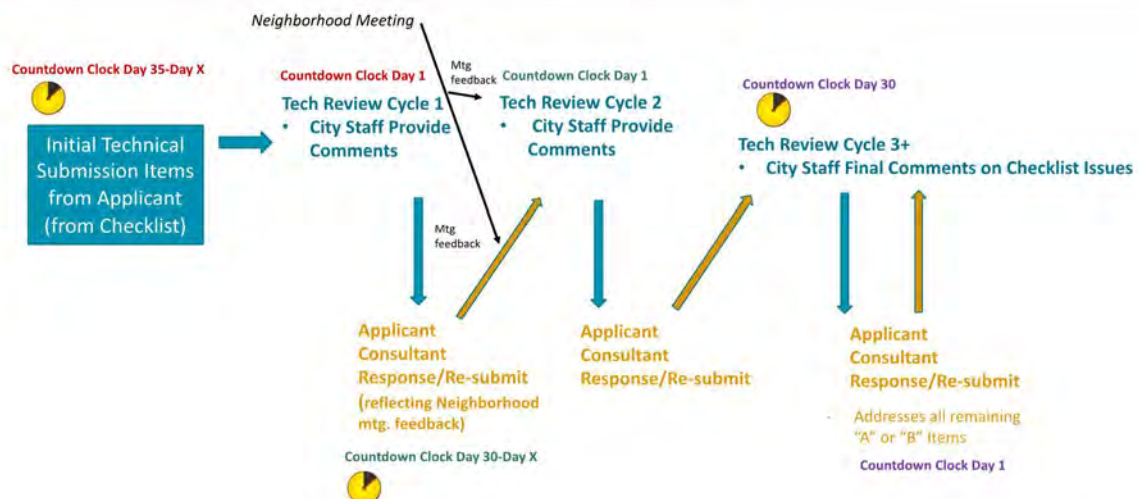 Neighborhood Meeting
Countdown Clock Day 35-Day X
Initial Technical
Submission Items
from Applicant
(from Checklist)
Countdown Clock Day 1
Tech Review Cycle 1
• City Staff Provide
Comments
Mtg
feedback
Countdown Clock Day 1
Tech Review Cycle 2
• City Staff Provide
Comments
Countdown Clock Day 30
Tech Review Cycle 3+
• City Staff Final Comments on Checklist Issues
Mtg
feedback
Applicant
Consultant
Response/Re-submit
(reflecting Neighborhood
mtg. feedback)
Countdown Clock Day 30-Day X
Applicant
Consultant
Response/Re-submit
Applicant
Consultant
Response/Re-submit
Addresses all remaining
"A" or "B" Items
Countdown Clock Day 1